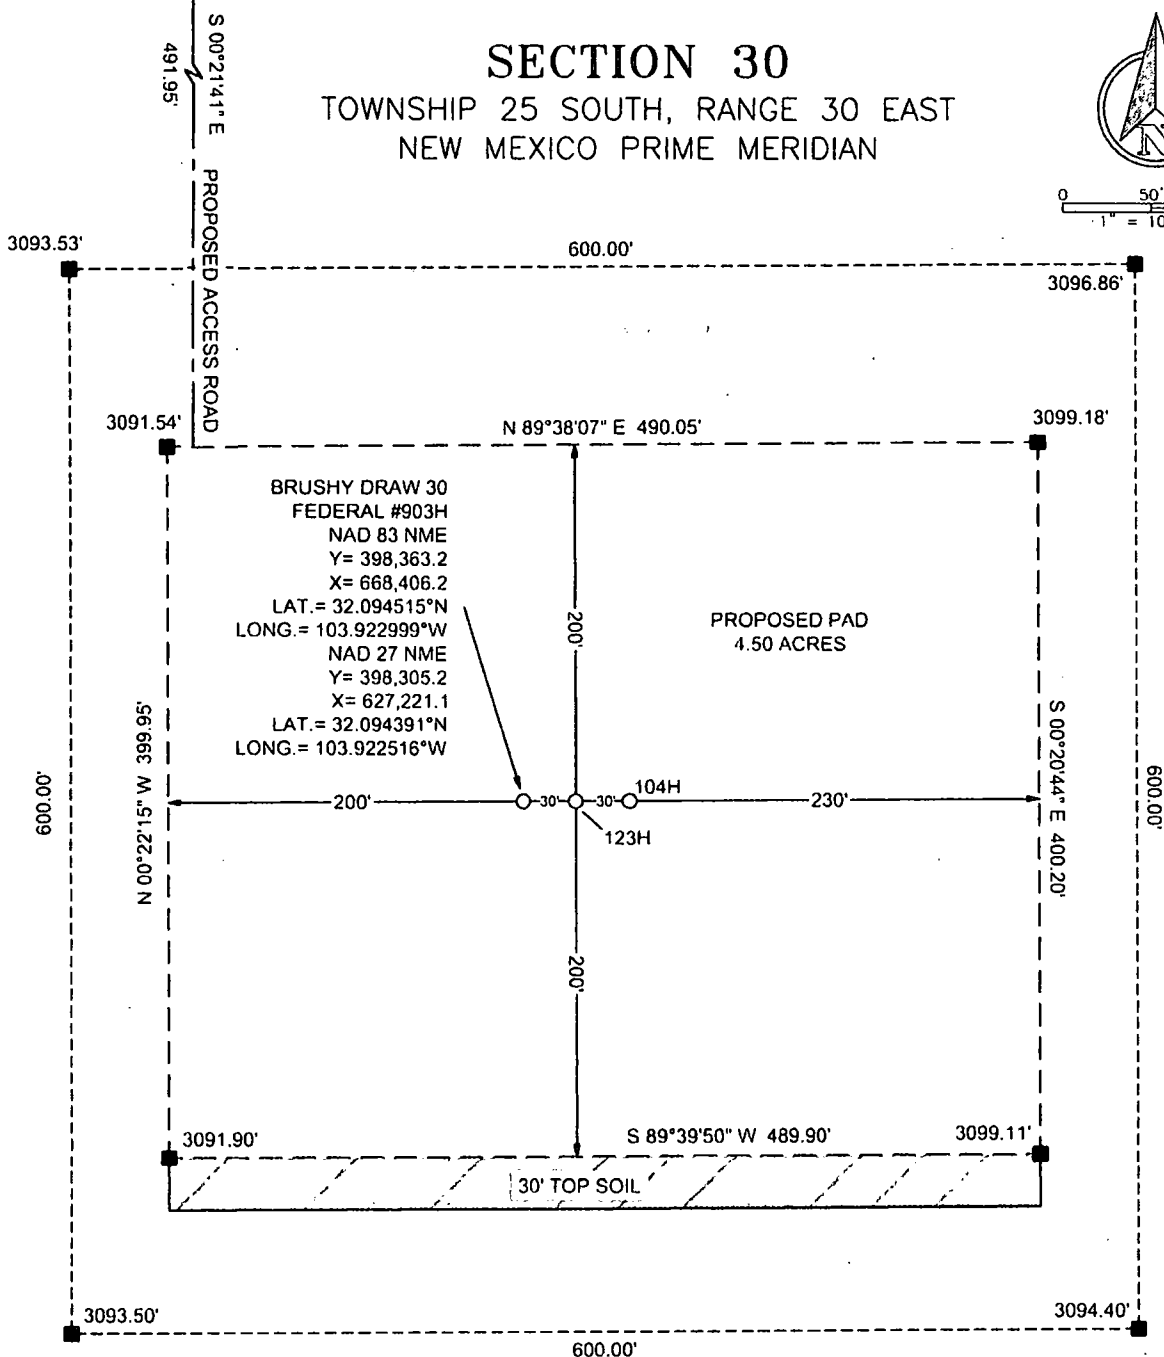 SECTION 30
TOWNSHIP 25 SOUTH, RANGE 30 EAST
NEW MEXICO PRIME MERIDIAN
N
0 50'
1" = 10
S 00°21'41" E
491.95'
PROPOSED ACCESS ROAD
3093.53'
600.00'
3096.86'
3091.54'
N 89°38'07" E 490.05'
3099.18'
BRUSHY DRAW 30
FEDERAL #903H
NAD 83 NME
Y= 398,363.2
X= 668,406.2
LAT.= 32.094515°N
LONG.= 103.922999°W
NAD 27 NME
Y= 398,305.2
X= 627,221.1
LAT.= 32.094391°N
LONG.= 103.922516°W
200'
PROPOSED PAD
4.50 ACRES
N 00°22'15" W 399.95'
600.00'
S 00°20'44" E 400.20'
600.00'
200'
30'
30'
104H
230'
123H
200'
3091.90'
S 89°39'50" W 489.90'
3099.11'
30' TOP SOIL
3093.50'
3094.40'
600.00'